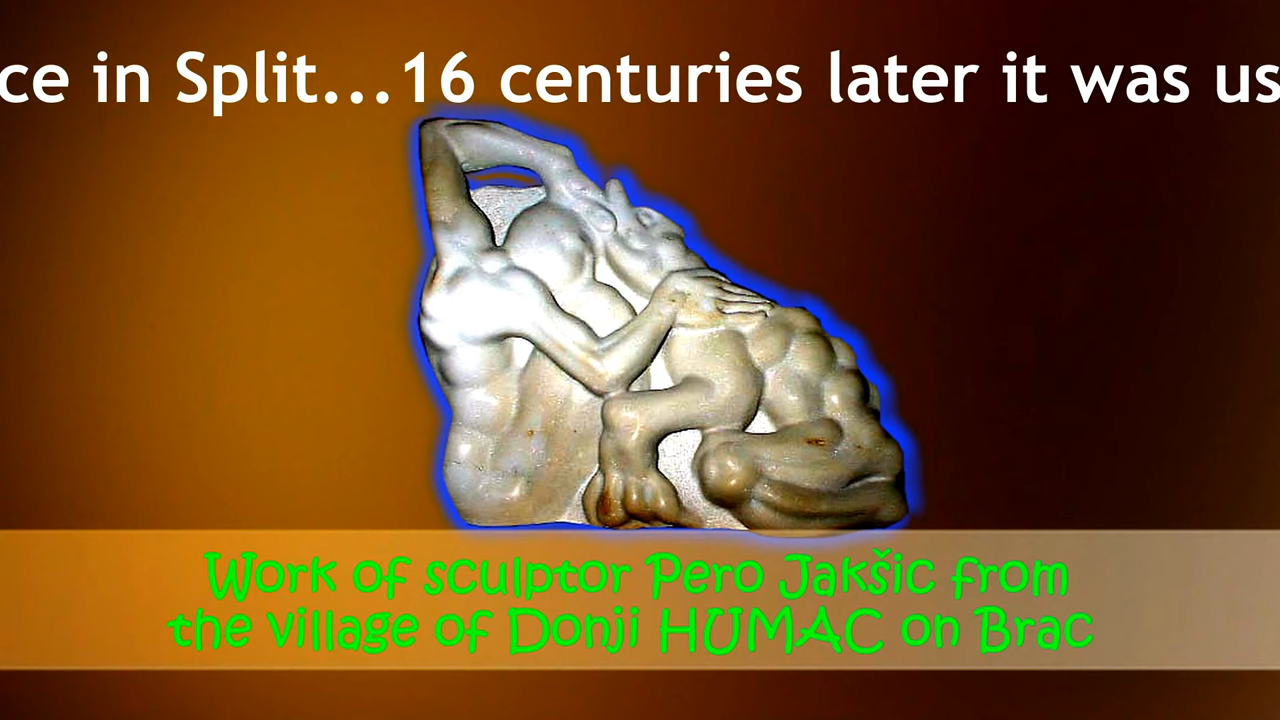 ce in Split...16 centuries later it was us
Work of sculptor Pero Jakšic from
the village of Donji HUMAC on Brac